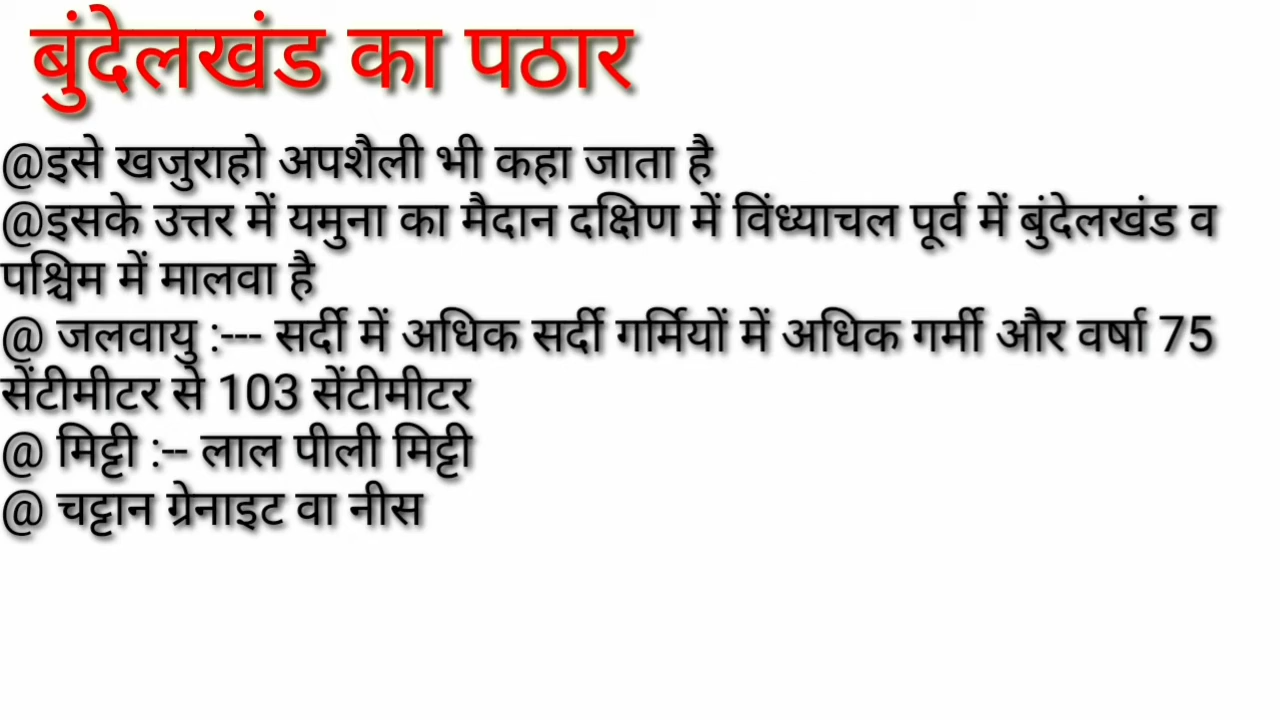 बुंदेलखंड का पठार
@इसे खजुराहो अपशैली भी कहा जाता है
@इसके उत्तर में यमुना का मैदान दक्षिण में विंध्याचल पूर्व में बुंदेलखंड व
पश्चिम में मालवा है
@ जलवायु :--- सर्दी में अधिक सर्दी गर्मियों में अधिक गर्मी और वर्षा 75
सेंटीमीटर से 103 सेंटीमीटर
@ मिट्टी :-- लाल पीली मिट्टी
@ चट्टान ग्रेनाइट वा नीस